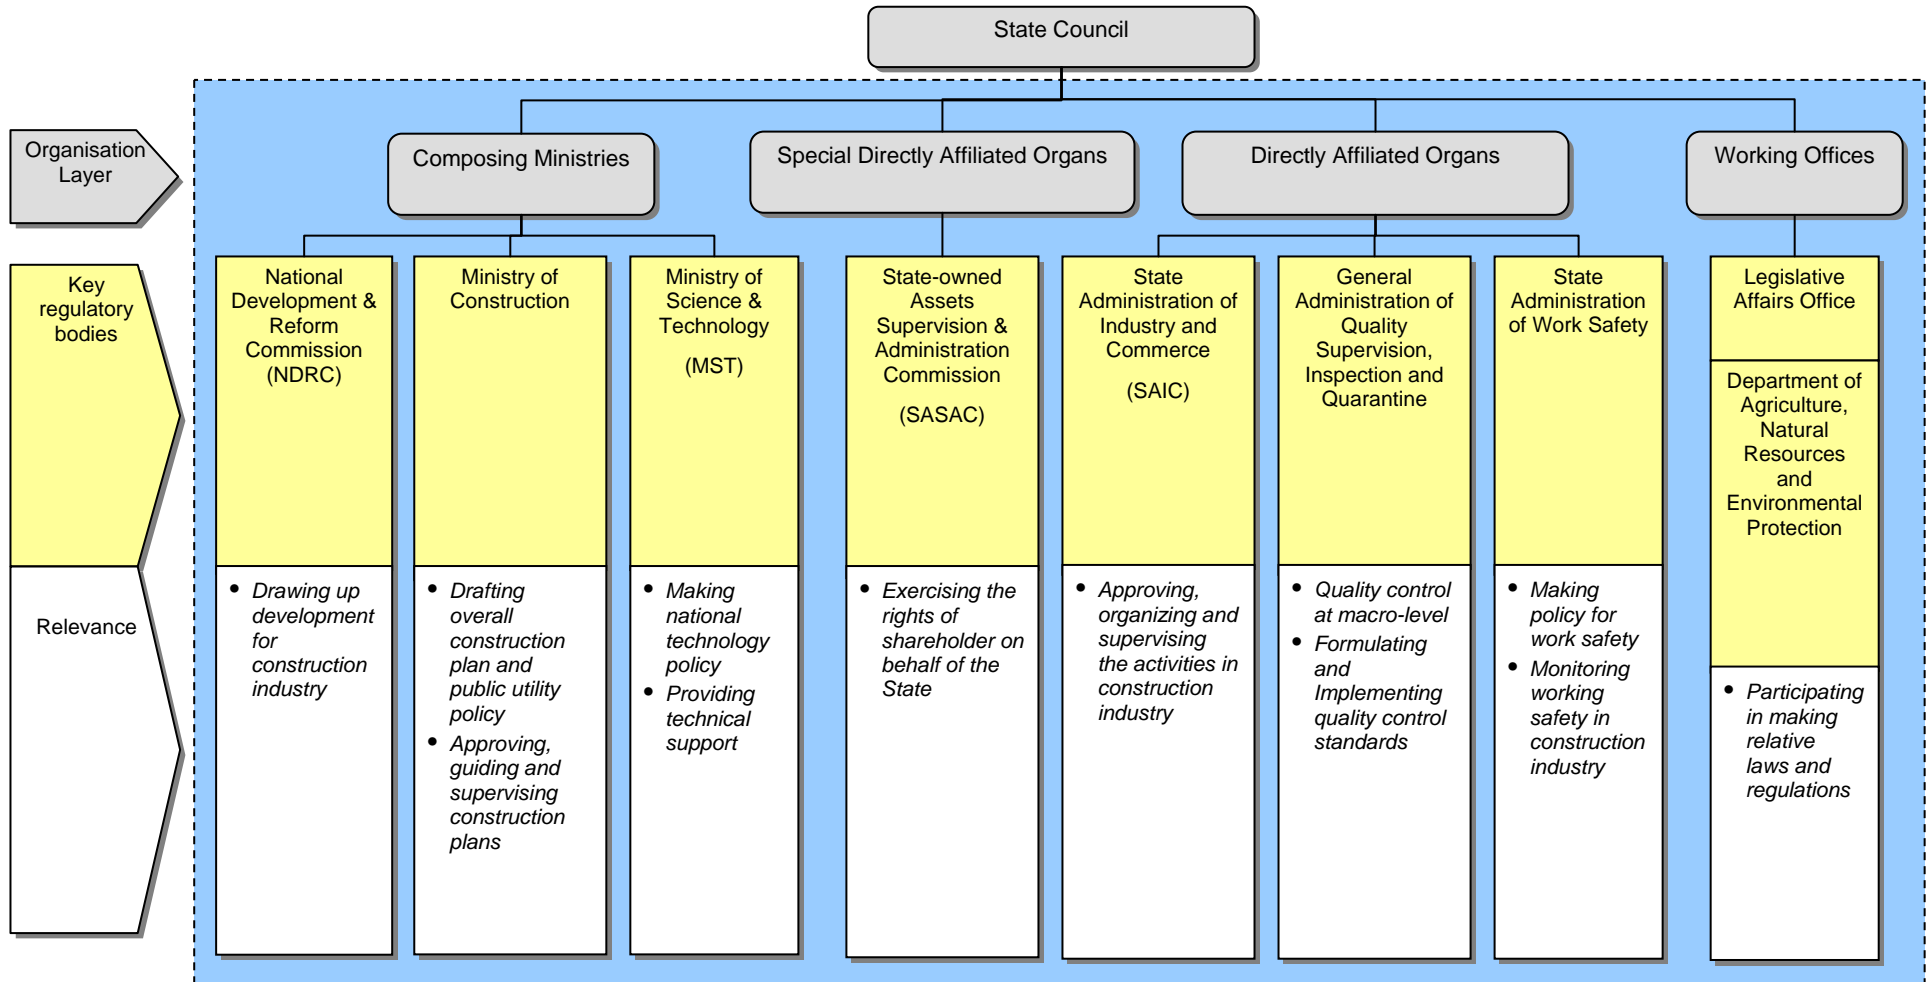 State Council
Organisation
Layer
Composing Ministries
Special Directly Affiliated Organs
Directly Affiliated Organs
Working Offices
Key
regulatory
bodies
National
Development &
Reform
Commission
(NDRC)
Ministry of
Construction
Ministry of
Science &
Technology
(MST)
State-owned
Assets
Supervision &
Administration
Commission
(SASAC)
State
Administration of
Industry and
Commerce
(SAIC)
General
Administration of
Quality
Supervision,
Inspection and
Quarantine
State
Administration
of Work Safety
Legislative
Affairs Office
Department of
Agriculture,
Natural
Resources
and
Environmental
Protection
Relevance
• Drawing up
development
for
construction
industry
• Drafting
overall
construction
plan and
public utility
policy
• Approving,
guiding and
supervising
construction
plans
• Making
national
technology
policy
• Providing
technical
support
• Exercising the
rights of
shareholder on
behalf of the
State
• Approving,
organizing and
supervising
the activities in
construction
industry
• Quality control
at macro-level
• Formulating
and
Implementing
quality control
standards
• Making
policy for
work safety
• Monitoring
working
safety in
construction
industry
• Participating
in making
relative
laws and
regulations